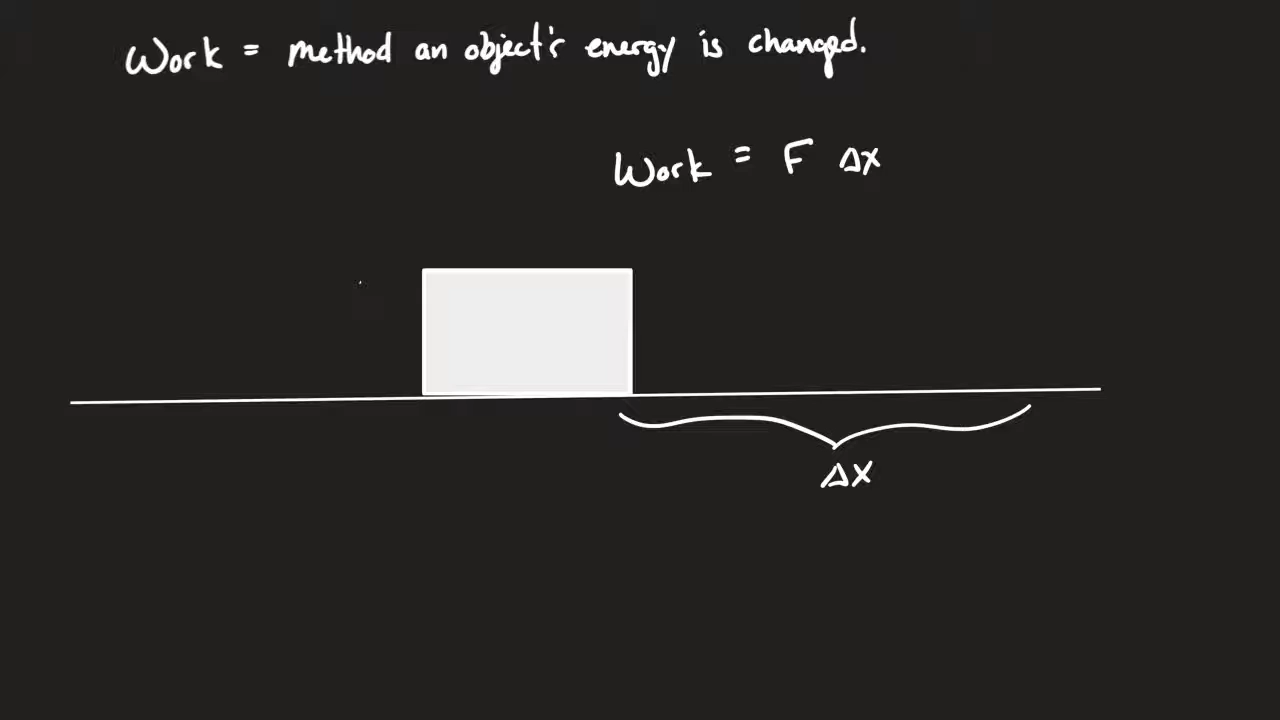 Work = method an object's energy is changed.
Work = F Δx
Δx